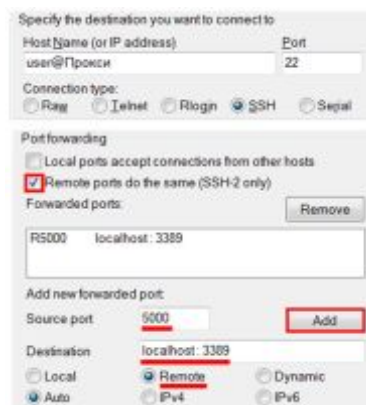 Specify the destination you want to connect to
Host Name (or IP address) Port
user@Прокси 22
Connection type:
Raw Telnet Rlogin SSH Serial
Port forwarding
Local ports accept connections from other hosts
Remote ports do the same (SSH-2 only)
Forwarded ports: Remove
R5000 localhost:3389
Add new forwarded port:
Source port 5000 Add
Destination localhost:3389
Local Remote Dynamic
Auto IPv4 IPv6